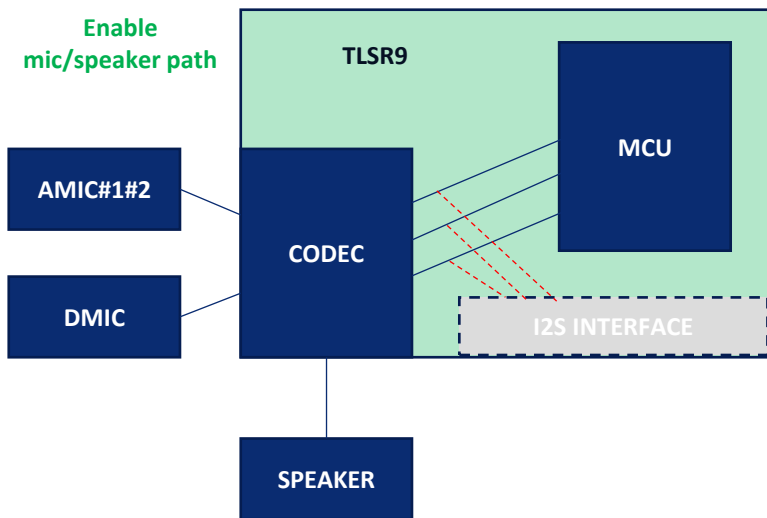 Enable
mic/speaker path
TLSR9
MCU
AMIC#1#2
CODEC
DMIC
I2S INTERFACE
SPEAKER